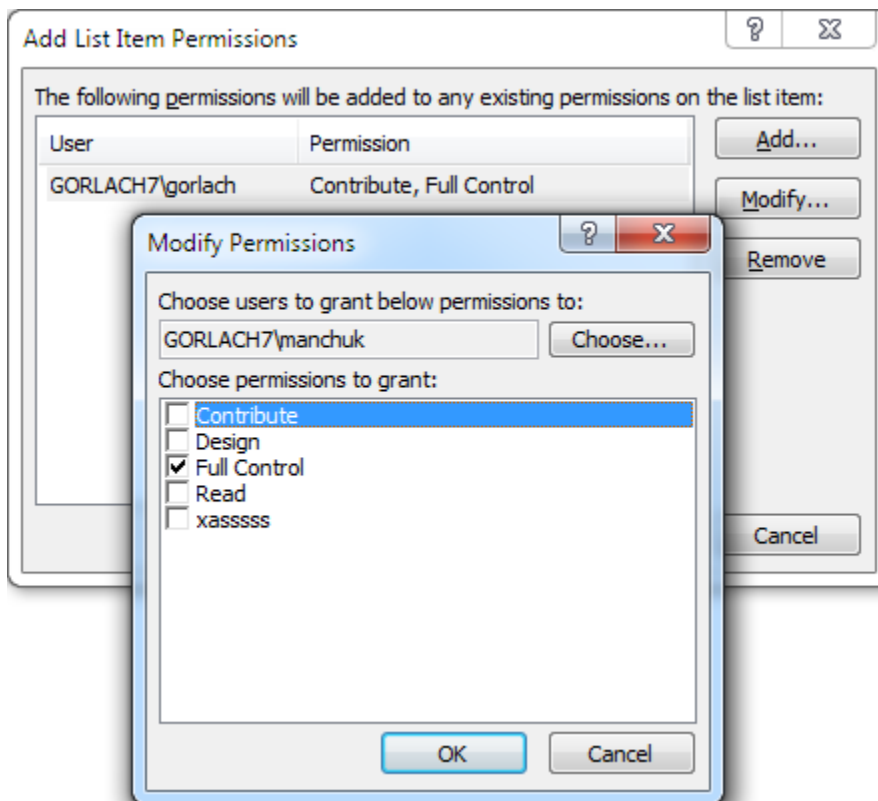 Add List Item Permissions
The following permissions will be added to any existing permissions on the list item:
User Permission
Add...
GORLACH7\gorlach Contribute, Full Control
Modify...
Remove
Cancel
Modify Permissions
Choose users to grant below permissions to:
GORLACH7\manchuk Choose...
Choose permissions to grant:
Contribute
Design
Full Control
Read
xasssss
OK Cancel